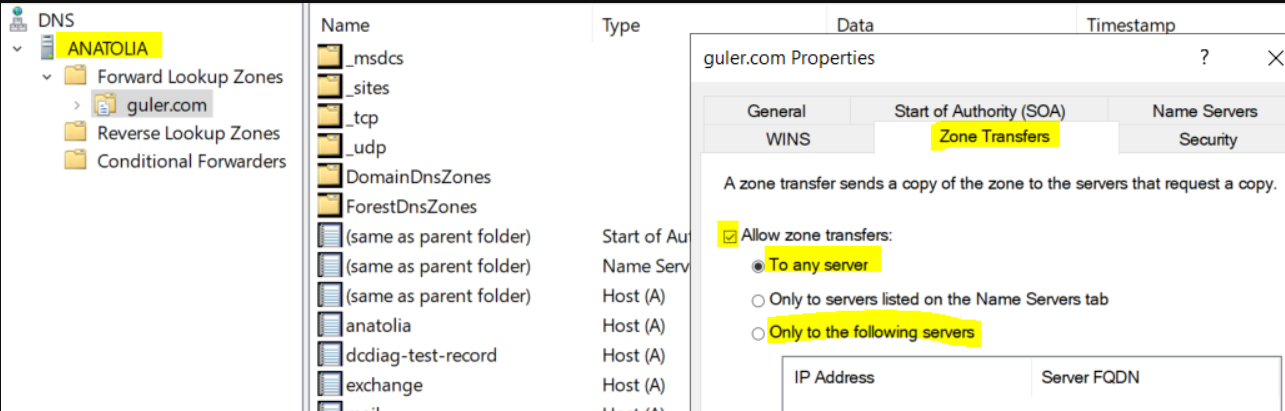 DNS
ANATOLIA
Forward Lookup Zones
guler.com
Reverse Lookup Zones
Conditional Forwarders
Name Type Data Timestamp
_msdcs
_sites
_tcp
_udp
DomainDnsZones
ForestDnsZones
(same as parent folder) Start of Aut
(same as parent folder) Name Serv
(same as parent folder) Host (A)
anatolia Host (A)
dcdiag-test-record Host (A)
exchange Host (A)
guler.com Properties
General Start of Authority (SOA) Name Servers
WINS Zone Transfers Security
A zone transfer sends a copy of the zone to the servers that request a copy.
Allow zone transfers:
To any server
Only to servers listed on the Name Servers tab
Only to the following servers
IP Address Server FQDN